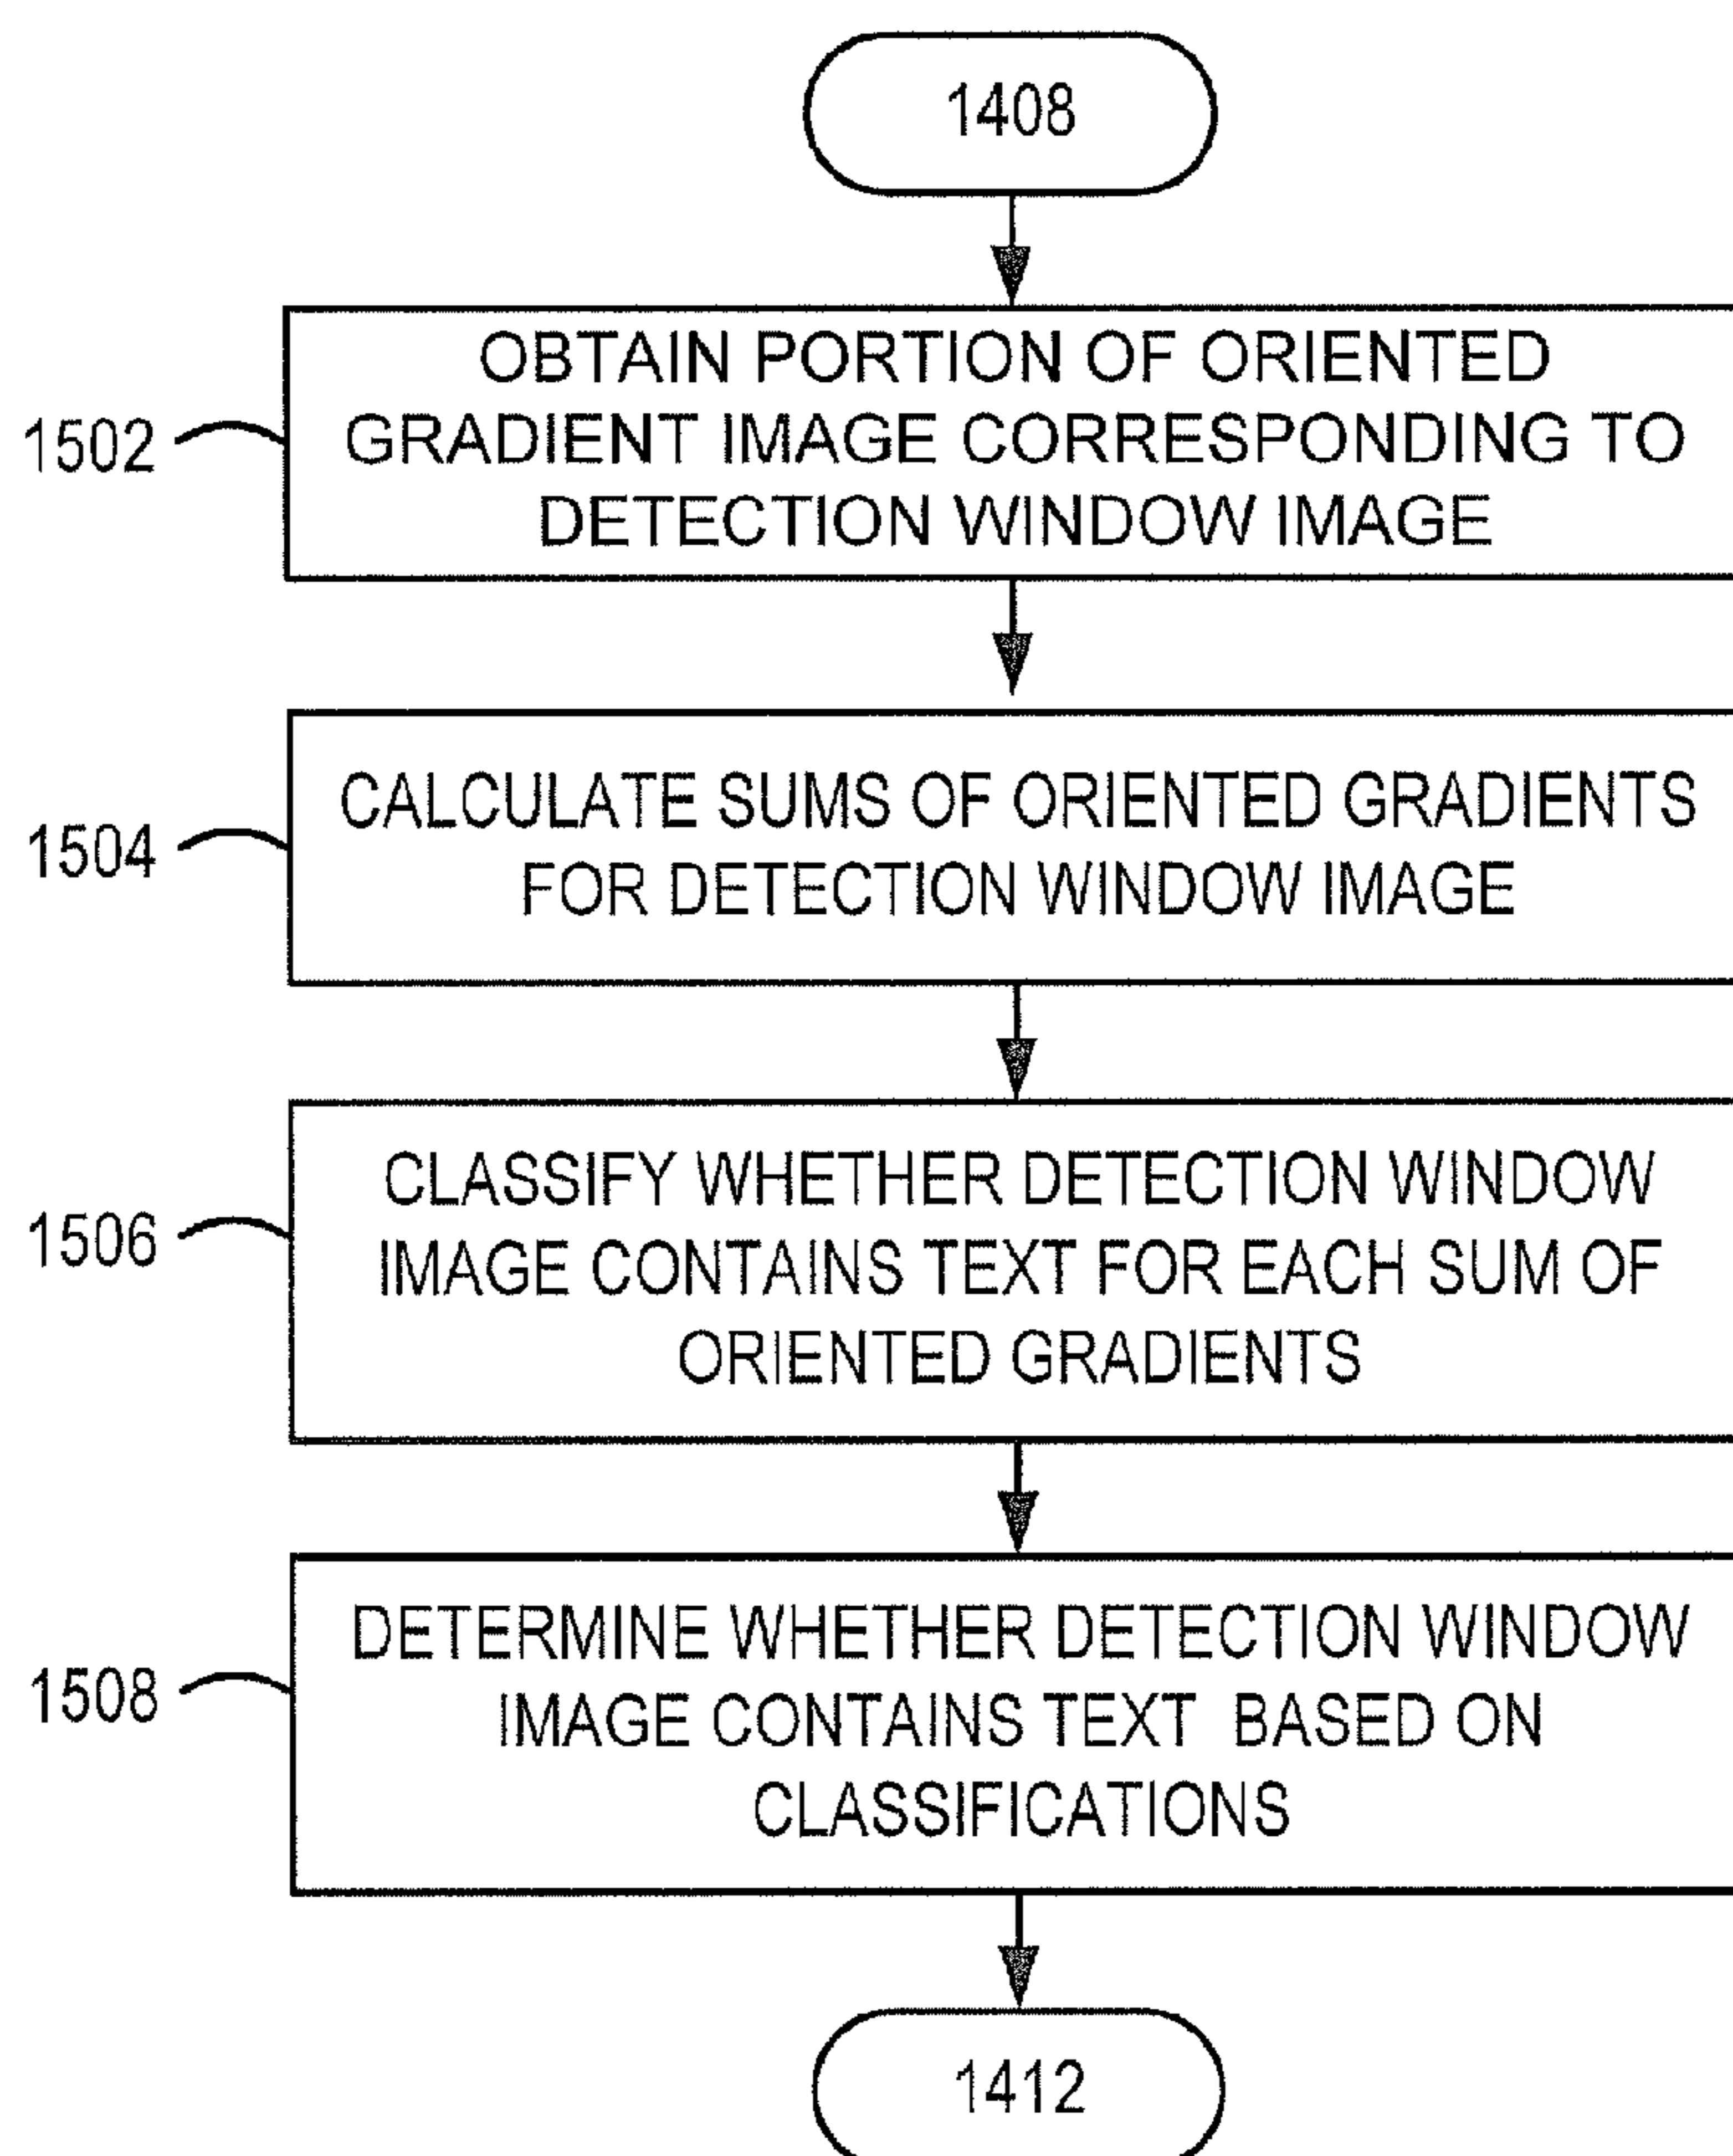 1408
OBTAIN PORTION OF ORIENTED
1502
GRADIENT IMAGE CORRESPONDING TO
DETECTION WINDOW IMAGE
CALCULATE SUMS OF ORIENTED GRADIENTS
1504
FOR DETECTION WINDOW IMAGE
CLASSIFY WHETHER DETECTION WINDOW
1506
IMAGE CONTAINS TEXT FOR EACH SUM OF
ORIENTED GRADIENTS
DETERMINE WHETHER DETECTION WINDOW
1508
IMAGE CONTAINS TEXT BASED ON
CLASSIFICATIONS
1412